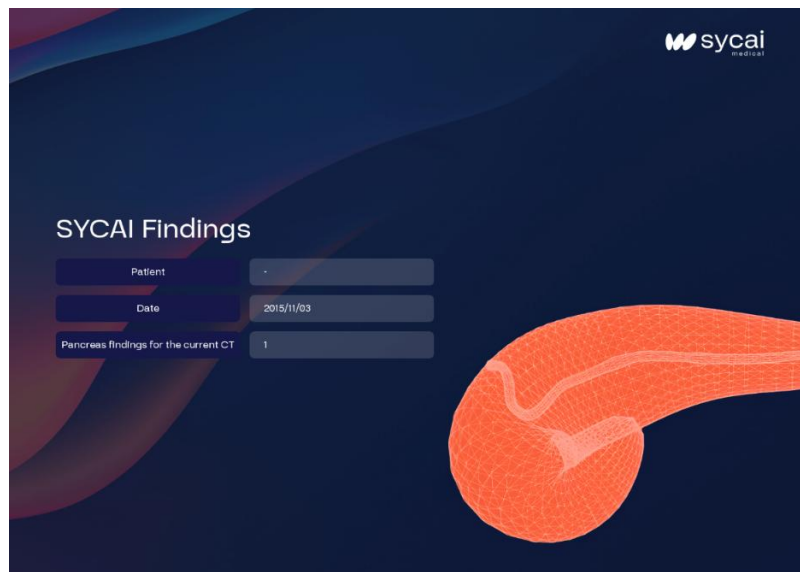 sycai
medical
SYCAI Findings
Patient -
Date 2015/11/03
Pancreas findings for the current CT 1